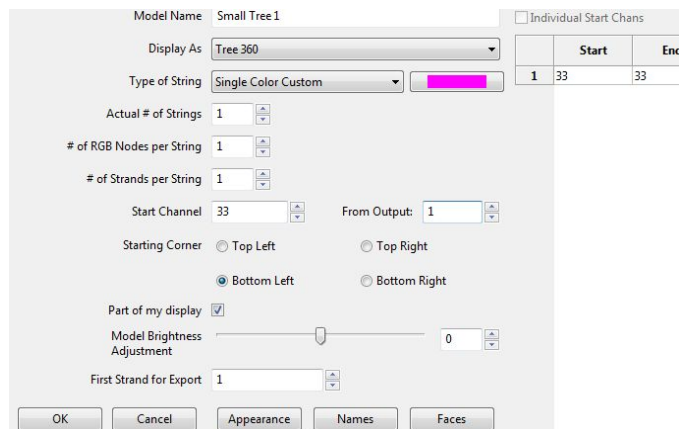 Model Name Small Tree 1 Individual Start Chans
Display As Tree 360
Start
Type of String Single Color Custom 1 33 33
Actual # of Strings 1
# of RGB Nodes per String 1
# of Strands per String 1
Start Channel 33 From Output: 1
Starting Corner Top Left Top Right
Bottom Left Bottom Right
Part of my display
Model Brightness
Adjustment
0
First Strand for Export 1
OK Cancel Appearance Names Faces